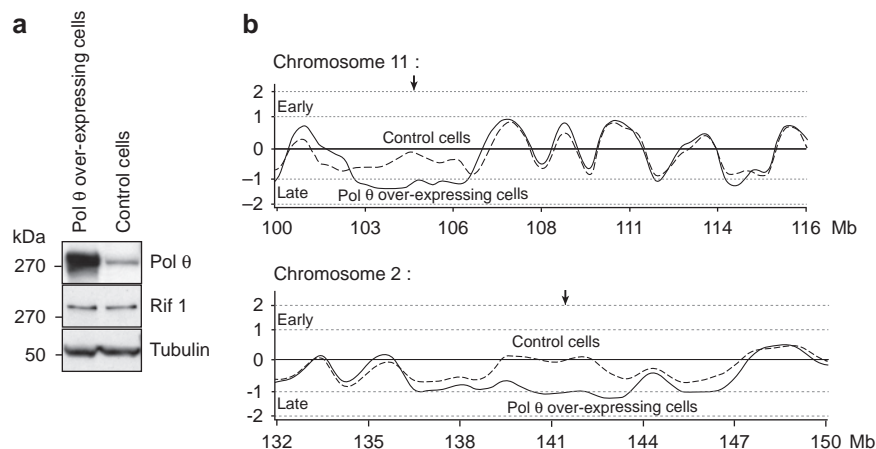 a
Pol θ over-expressing cells
Control cells
kDa
270
Pol θ
270
Rif 1
50
Tubulin
b
Chromosome 11 :
2
1
0
–1
–2
Early
Late
Control cells
Pol θ over-expressing cells
100 103 106 108 111 114 116 Mb
Chromosome 2 :
2
1
0
-1
-2
Early
Late
Control cells
Pol θ over-expressing cells
132 135 138 141 144 147 150 Mb